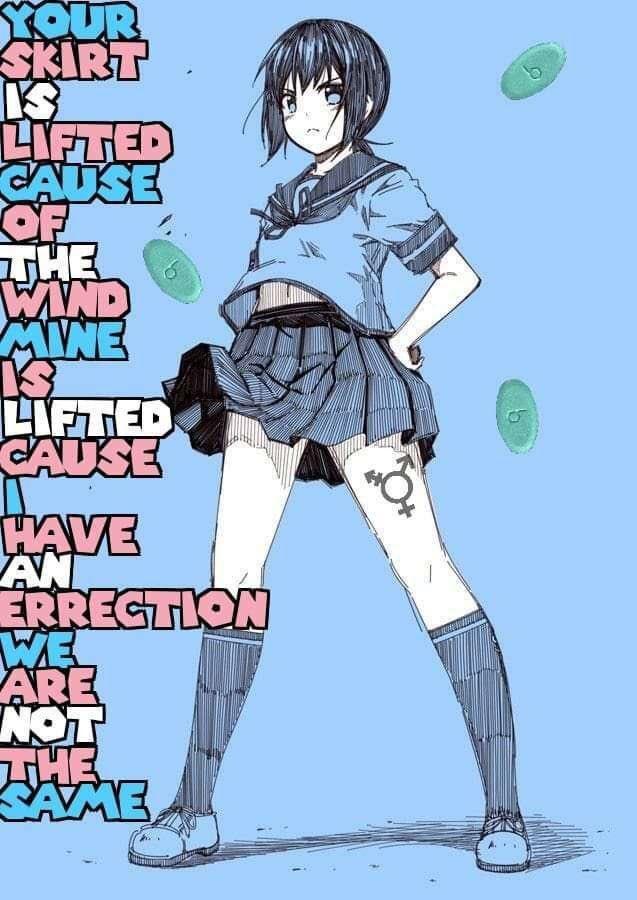 YOUR
SKIRT
IS
LIFTED
CAUSE
OF
THE
WIND
MINE
IS
LIFTED
CAUSE
I
HAVE
AN
ERRECTION
WE
ARE
NOT
THE
SAME